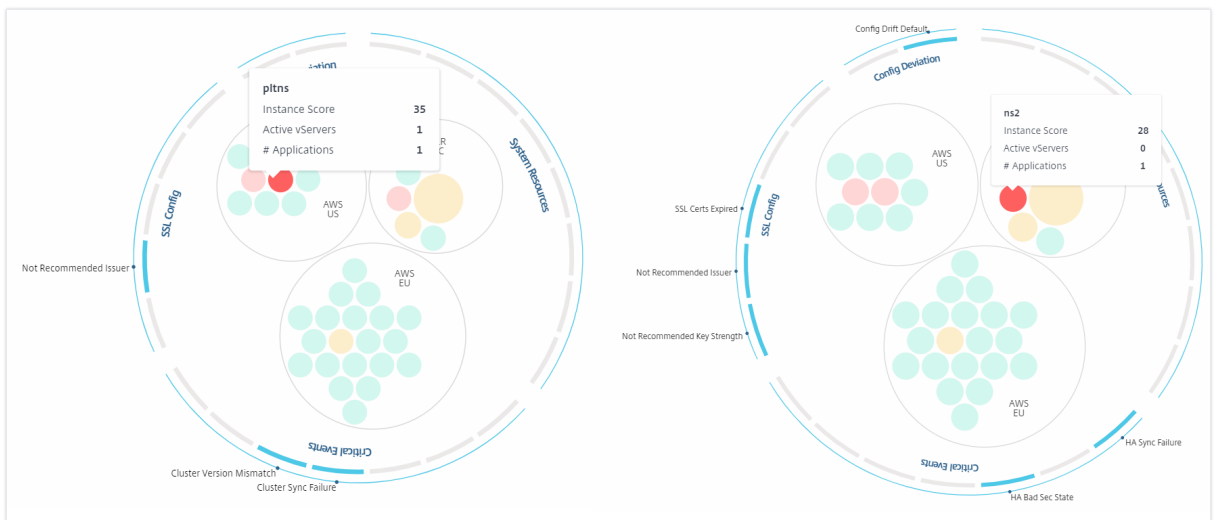 iation
pltns
Instance Score 35
Active vServers 1
# Applications 1
R
C
System Resources
AWS
US
SSL Config
Not Recommended Issuer
AWS
EU
Critical Events
Cluster Version Mismatch
Cluster Sync Failure
Config Drift Default
Config Deviation
ns2
Instance Score 28
Active vServers 0
# Applications 1
AWS
US
ources
SSL Certs Expired
SSL Config
Not Recommended Issuer
Not Recommended Key Strength
AWS
EU
HA Sync Failure
Critical Events
HA Bad Sec State